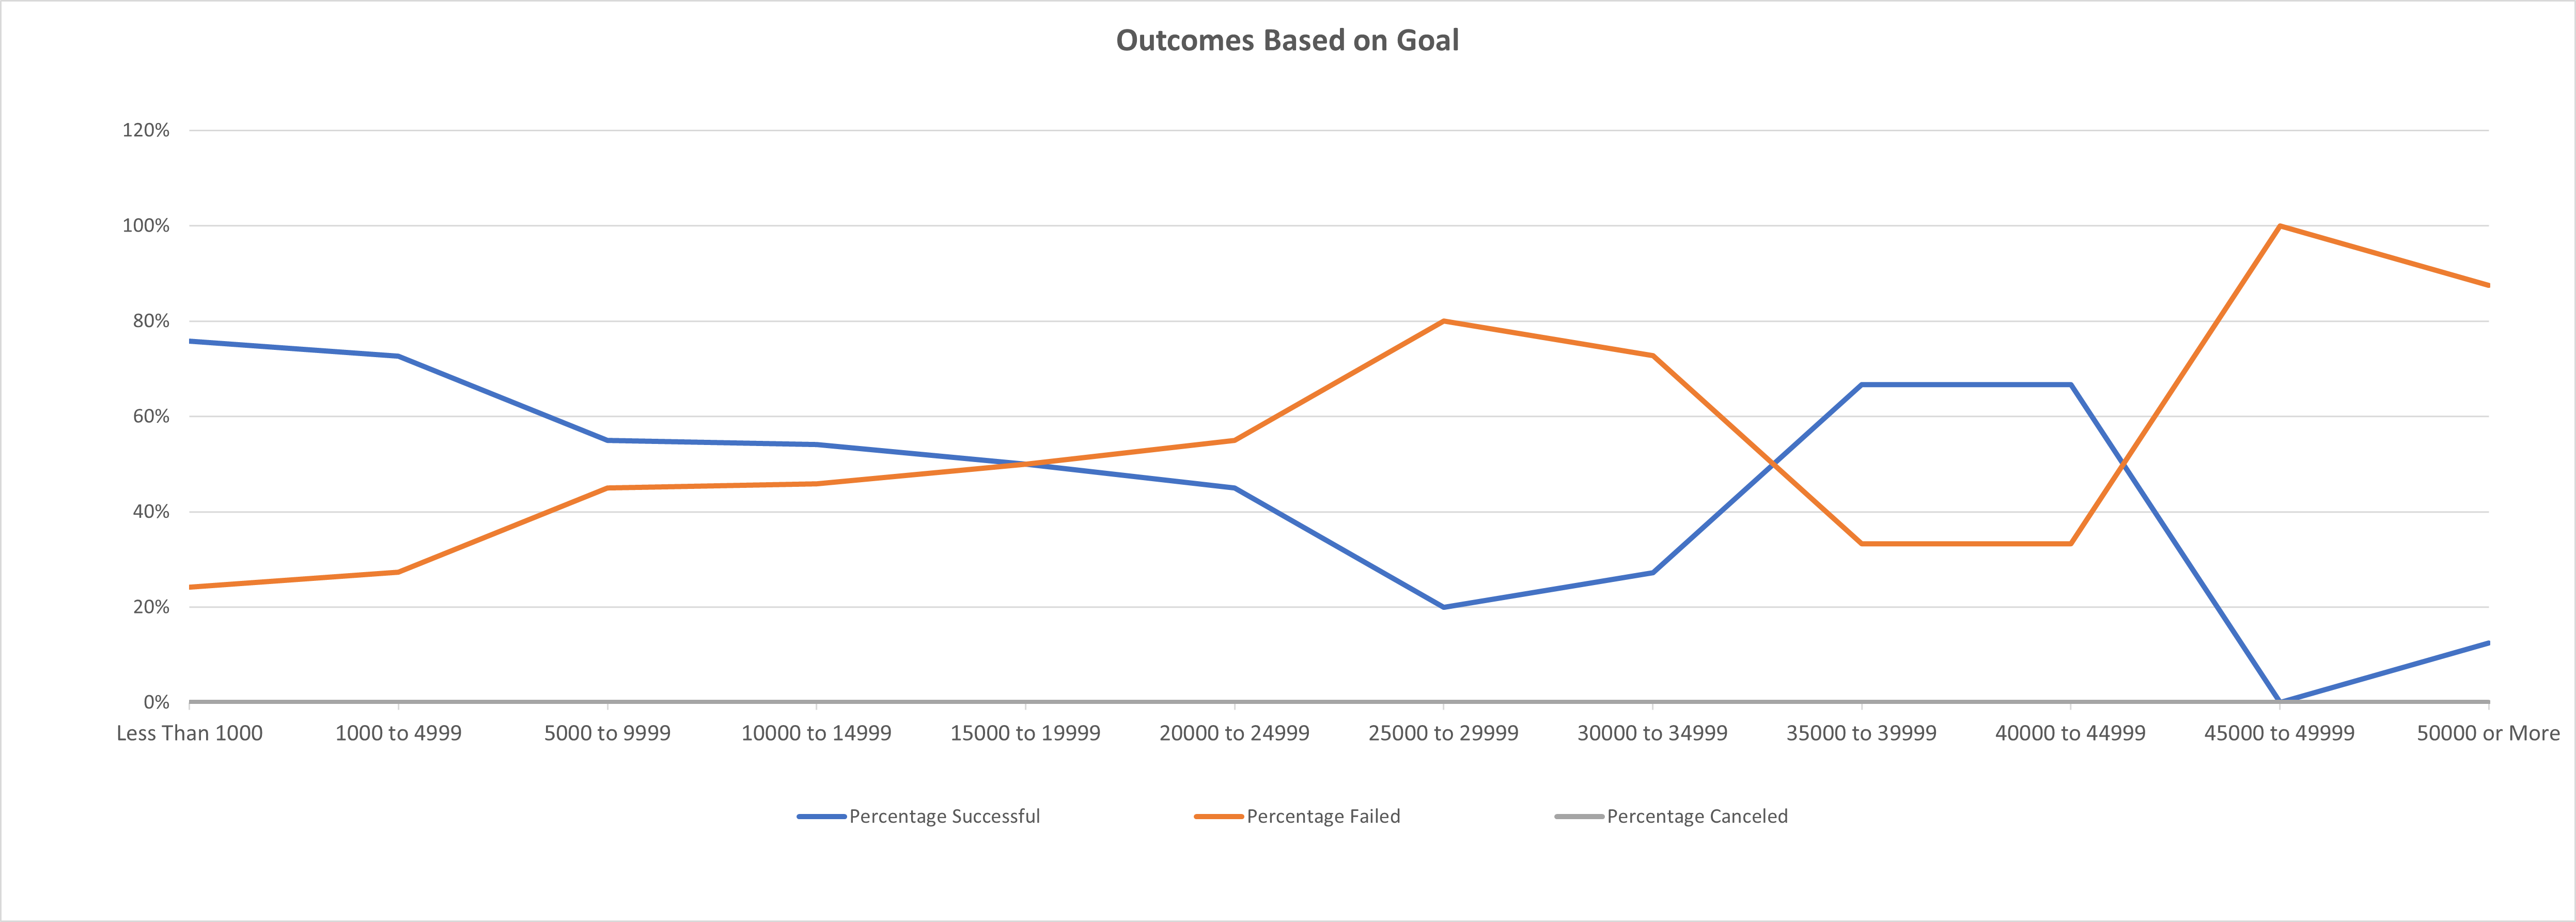 Outcomes Based on Goal
120%
100%
80%
60%
40%
20%
0%
Less Than 1000 1000 to 4999 5000 to 9999 10000 to 14999 15000 to 19999 20000 to 24999 25000 to 29999 30000 to 34999 35000 to 39999 40000 to 44999 45000 to 49999 50000 or More
Percentage Successful Percentage Failed Percentage Canceled